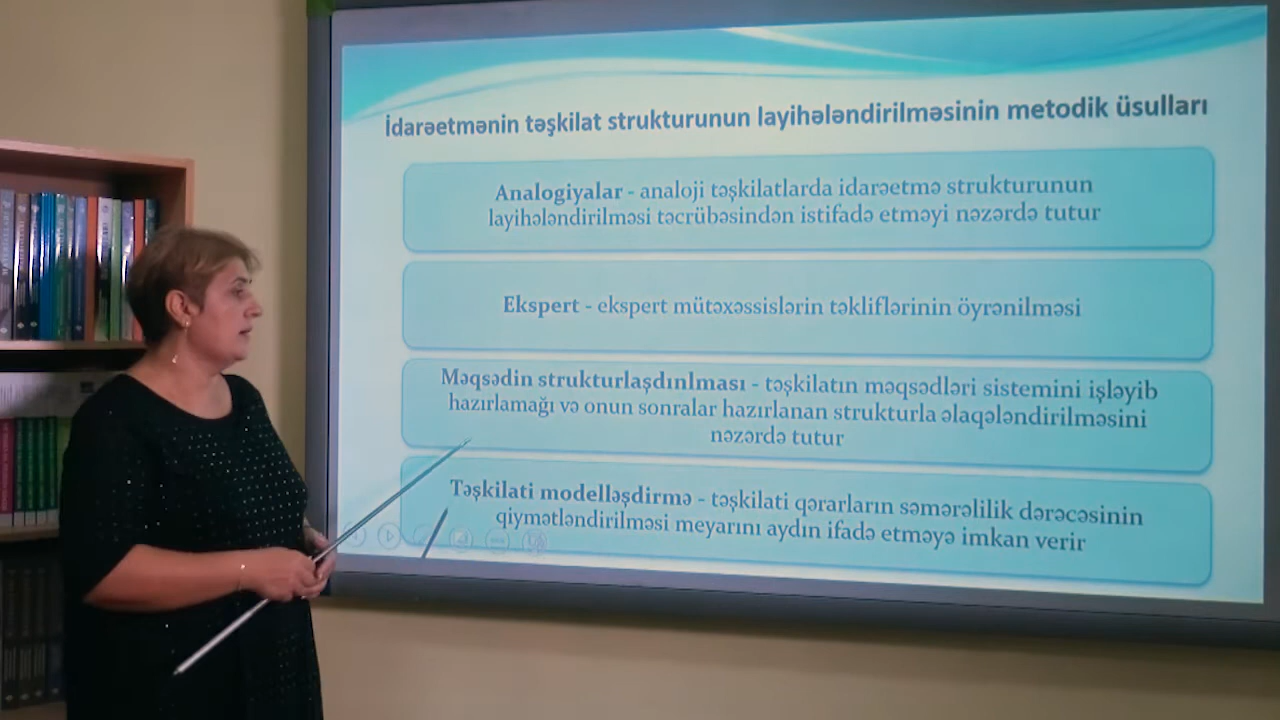 İdarəetmənin təşkilat strukturunun layihələndirilməsinin metodik üsulları
Analogiyalar - analoji təşkilatlarda idarəetmə strukturunun
layihələndirilməsi təcrübəsindən istifadə etməyi nəzərdə tutur
Ekspert - ekspert mütəxəssislərin təkliflərinin öyrənilməsi
Məqsədin strukturlaşdınlması - təşkilatın məqsədləri sistemini işləyib
hazırlamağı və onun sonralar hazırlanan strukturla əlaqələndirilməsini
nəzərdə tutur
Təşkilati modelləşdirmə - təşkilati qərarların səmərəlilik dərəcəsinin
qiymətləndirilməsi meyarını aydın ifadə etməyə imkan verir